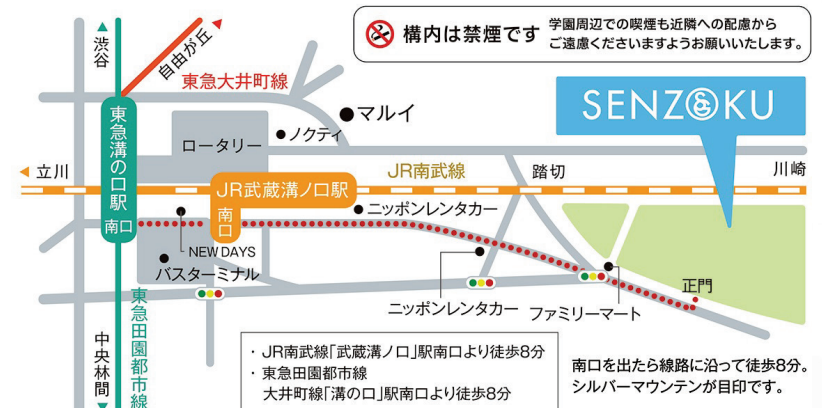 構内は禁煙です
学園周辺での喫煙も近隣への配慮から
ご遠慮くださいますようお願いいたします。
渋谷
自由が丘
東急大井町線
マルイ
ノクティ
ロータリー
SENZOKU
東急溝の口駅
南口
立川
JR武蔵溝ノ口駅
南口
JR南武線
踏切
川崎
ニッポンレンタカー
NEW DAYS
バスターミナル
ニッポンレンタカー
ファミリーマート
正門
東急田園都市線
中央林間
・JR南武線「武蔵溝ノ口」駅南口より徒歩8分
・東急田園都市線
大井町線「溝の口」駅南口より徒歩8分
南口を出たら線路に沿って徒歩8分。
シルバーマウンテンが目印です。